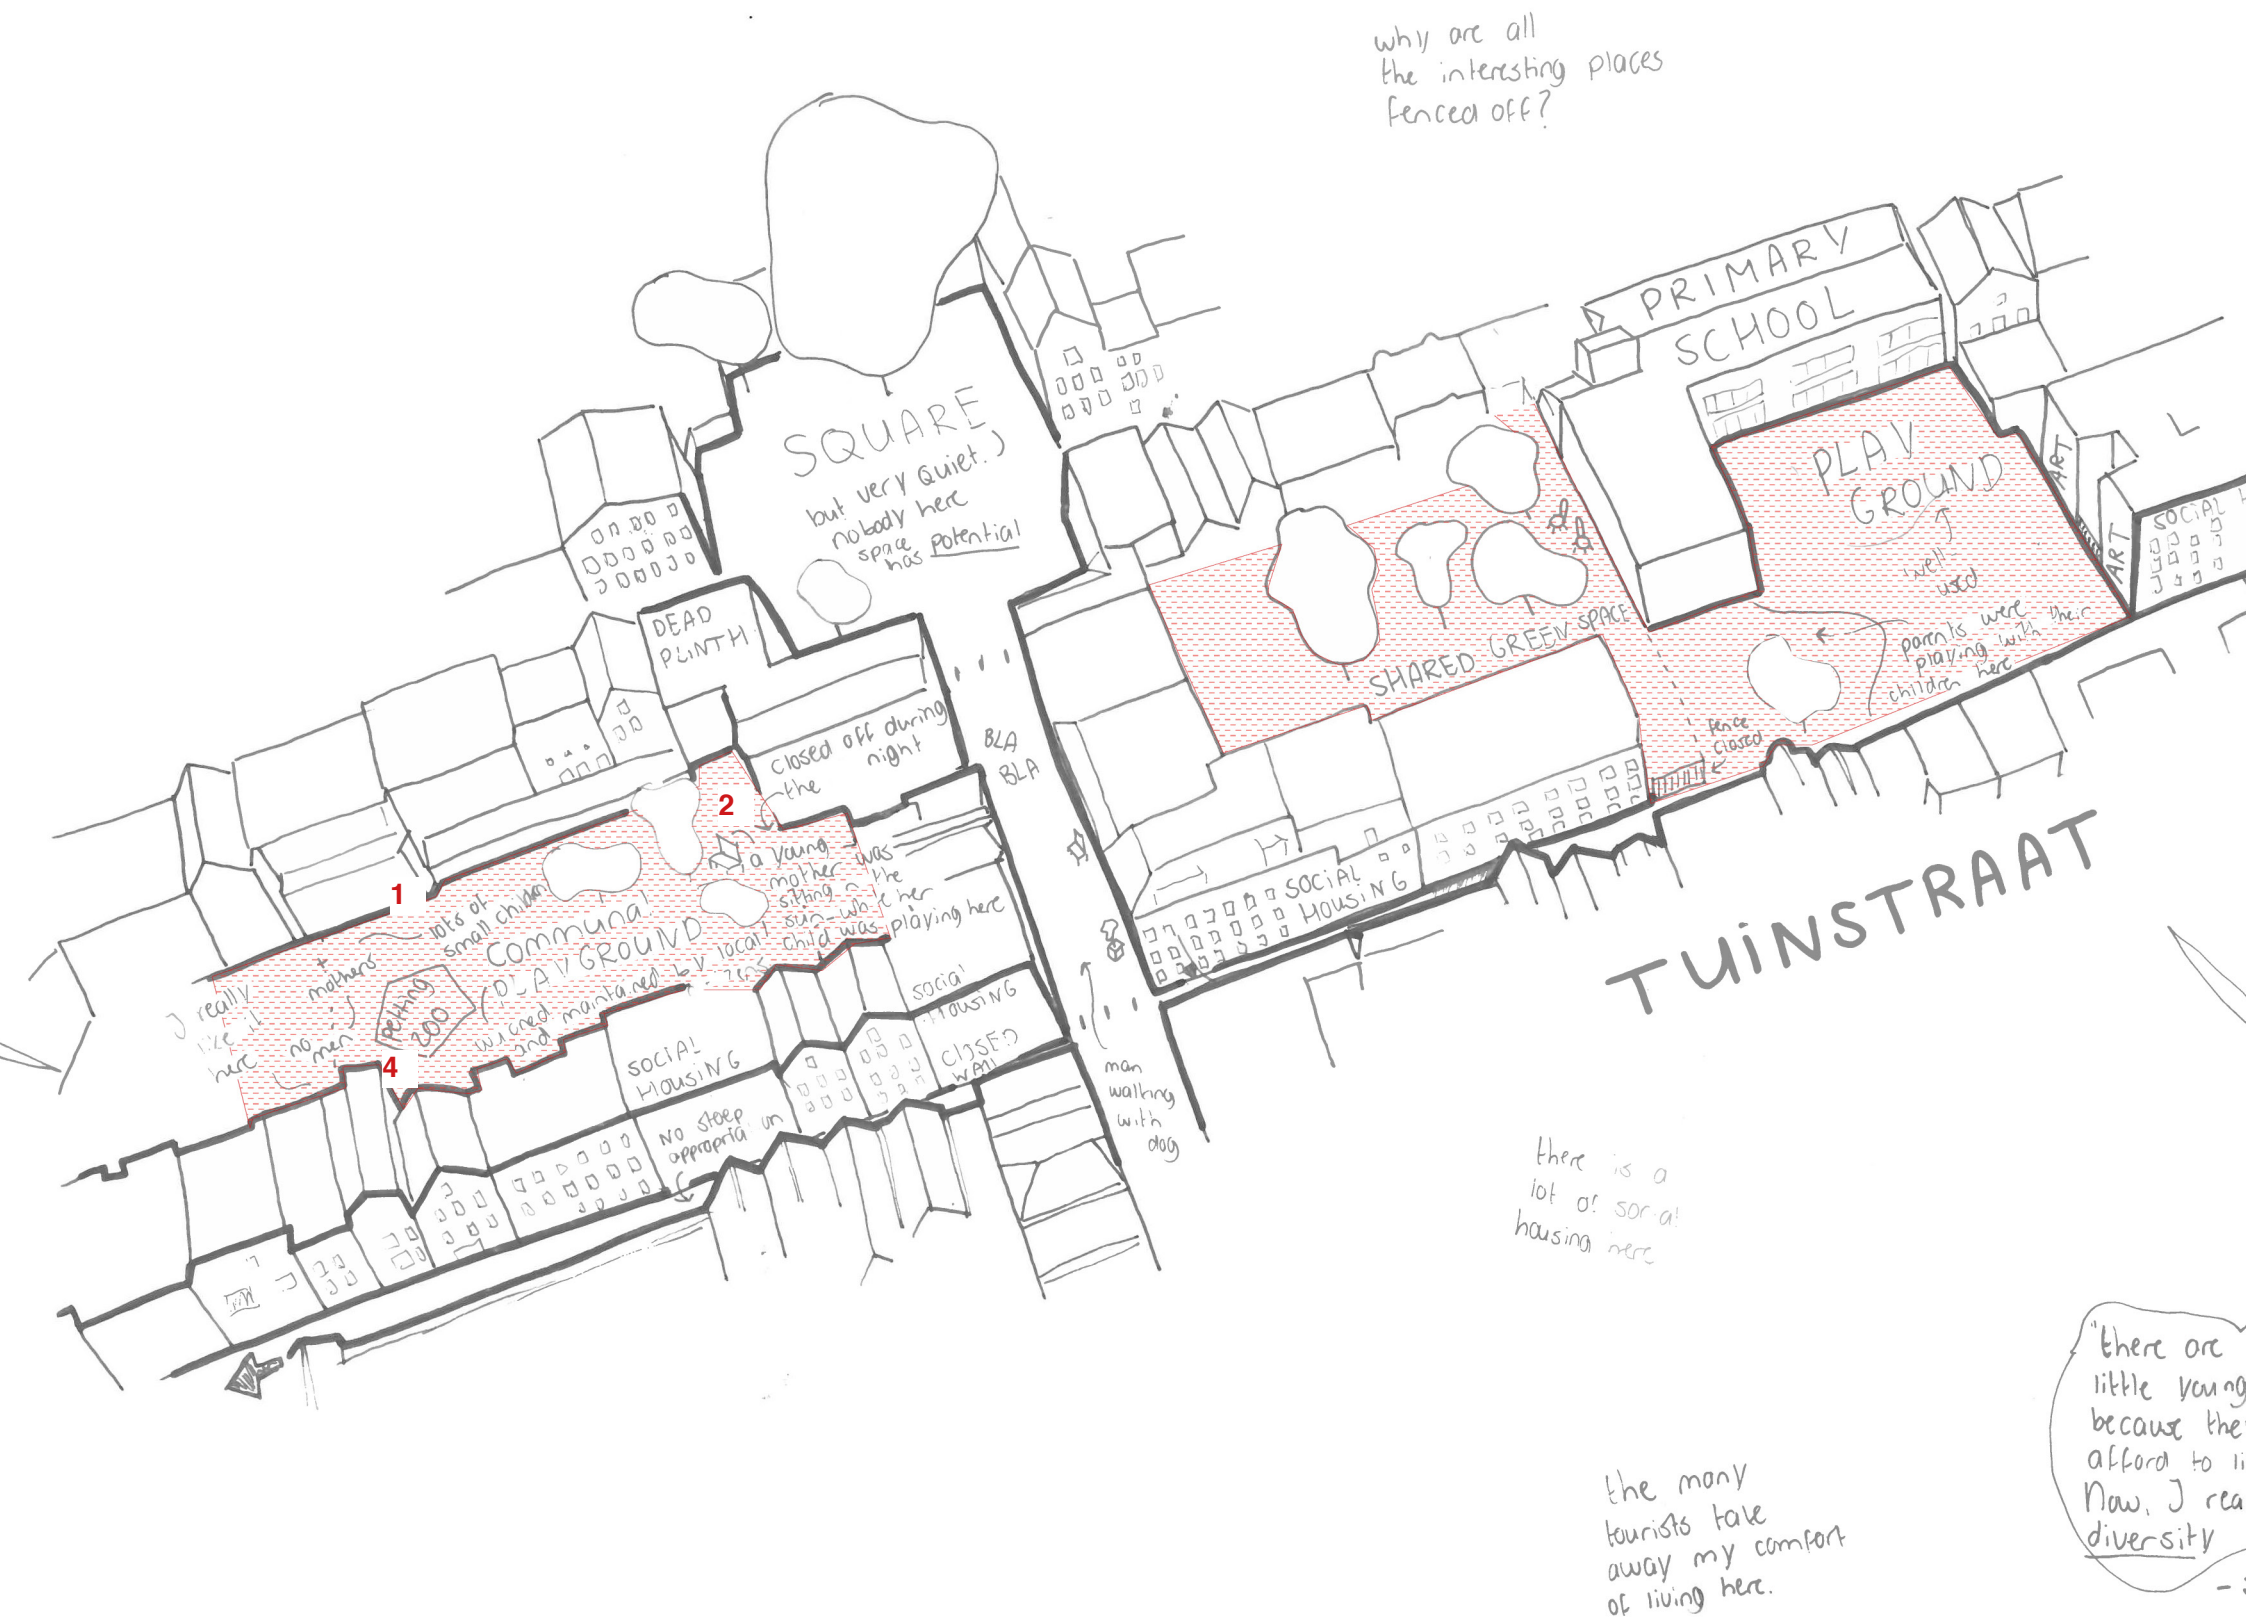 why are all
the interesting places
fenced off?
PRIMARY
SCHOOL
SQUARE
but very quiet.)
nobody here
space
has potential
PLAY
GROUND
well
used
ART
ART
SOCIAL H
parents were
playing with their
children here
SHARED GREEN SPACE
fence
closed
DEAD
PLINTH
closed off during
the night
BLA
BLA
2
a young
mother was
sitting in the
sun while her
child was playing here
1
lots of
small children
+
mothers
no
men
communal
(PLAYGROUND
owned and maintained by local
I really
like it
here
petting
zoo
4
SOCIAL
HOUSING
SOCIAL
HOUSING
SOCIAL
HOUSING
CLOSED
WALL
NO stoep
man
walking
with
dog
TUINSTRAAT
there is a
lot of social
housing here
"there are
little young
because the
afford to li
Now, I rea
diversity
the many
tourists take
away my comfort
of living here.